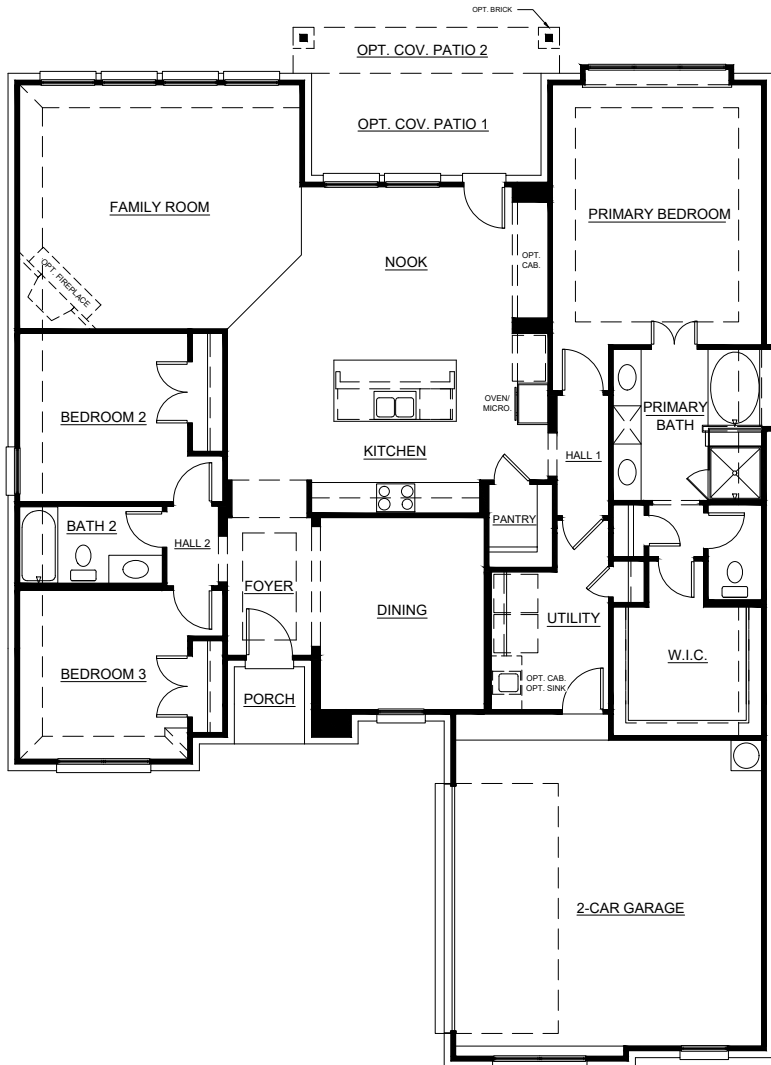 OPT. BRICK
OPT. COV. PATIO 2
OPT. COV. PATIO 1
FAMILY ROOM
PRIMARY BEDROOM
NOOK
OPT.
CAB.
OPT. FIREPLACE
BEDROOM 2
OVEN/
MICRO.
PRIMARY
BATH
KITCHEN
HALL 1
PANTRY
BATH 2
HALL 2
FOYER
DINING
UTILITY
W.I.C.
BEDROOM 3
OPT. CAB.
OPT. SINK
PORCH
2-CAR GARAGE